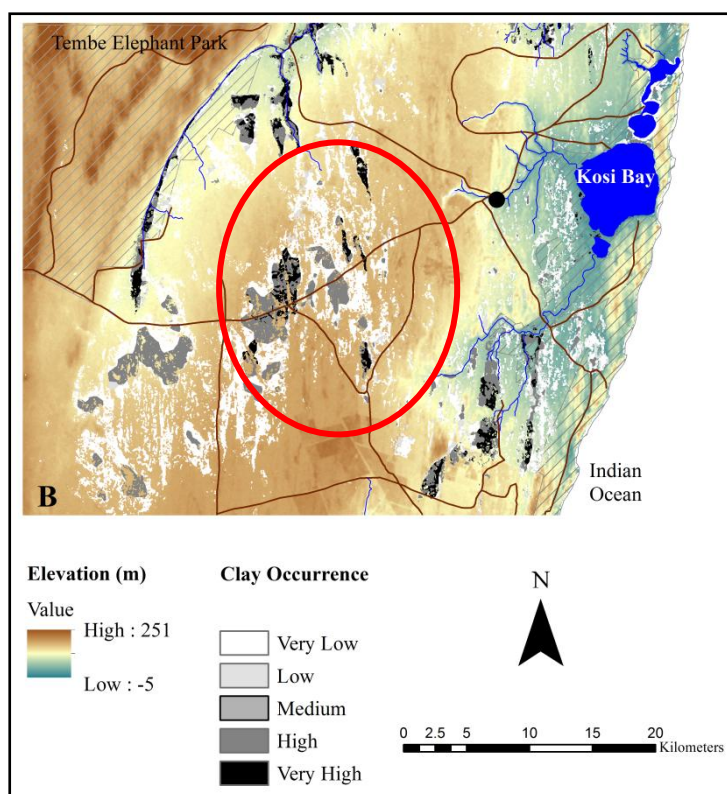 Tembe Elephant Park
Kosi Bay
Indian
Ocean
B
Elevation (m)
Value
High : 251
Low : -5
Clay Occurrence
Very Low
Low
Medium
High
Very High
N
0 2.5 5 10 15 20
Kilometers